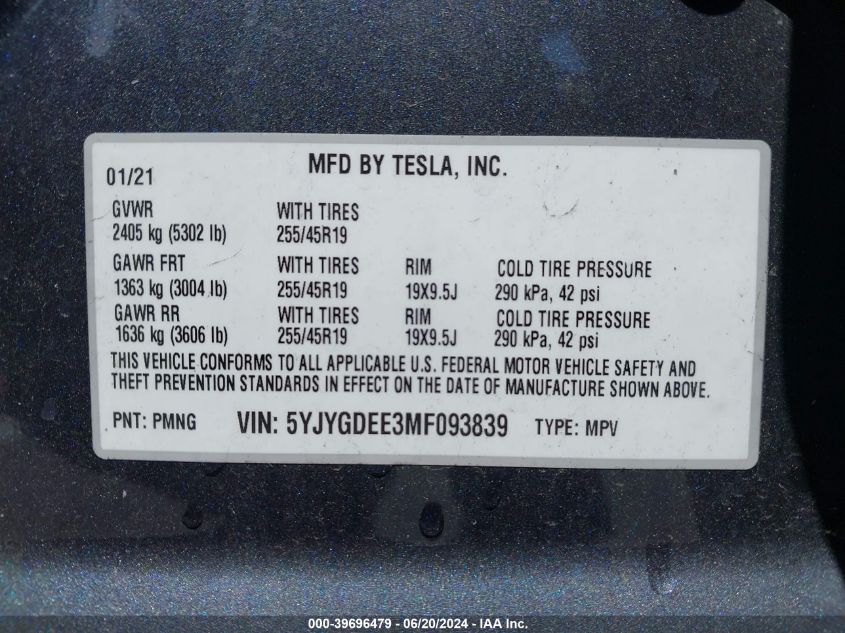 MFD BY TESLA, INC.
01/21
GVWR WITH TIRES
2405 kg (5302 lb) 255/45R19
GAWR FRT WITH TIRES RIM COLD TIRE PRESSURE
1363 kg (3004 lb) 255/45R19 19X9.5J 290 kPa, 42 psi
GAWR RR WITH TIRES RIM COLD TIRE PRESSURE
1636 kg (3606 lb) 255/45R19 19X9.5J 290 kPa, 42 psi
THIS VEHICLE CONFORMS TO ALL APPLICABLE U.S. FEDERAL MOTOR VEHICLE SAFETY AND
THEFT PREVENTION STANDARDS IN EFFECT ON THE DATE OF MANUFACTURE SHOWN ABOVE.
PNT: PMNG VIN: 5YJYGDEE3MF093839 TYPE: MPV
000-39696479 - 06/20/2024 - IAA Inc.